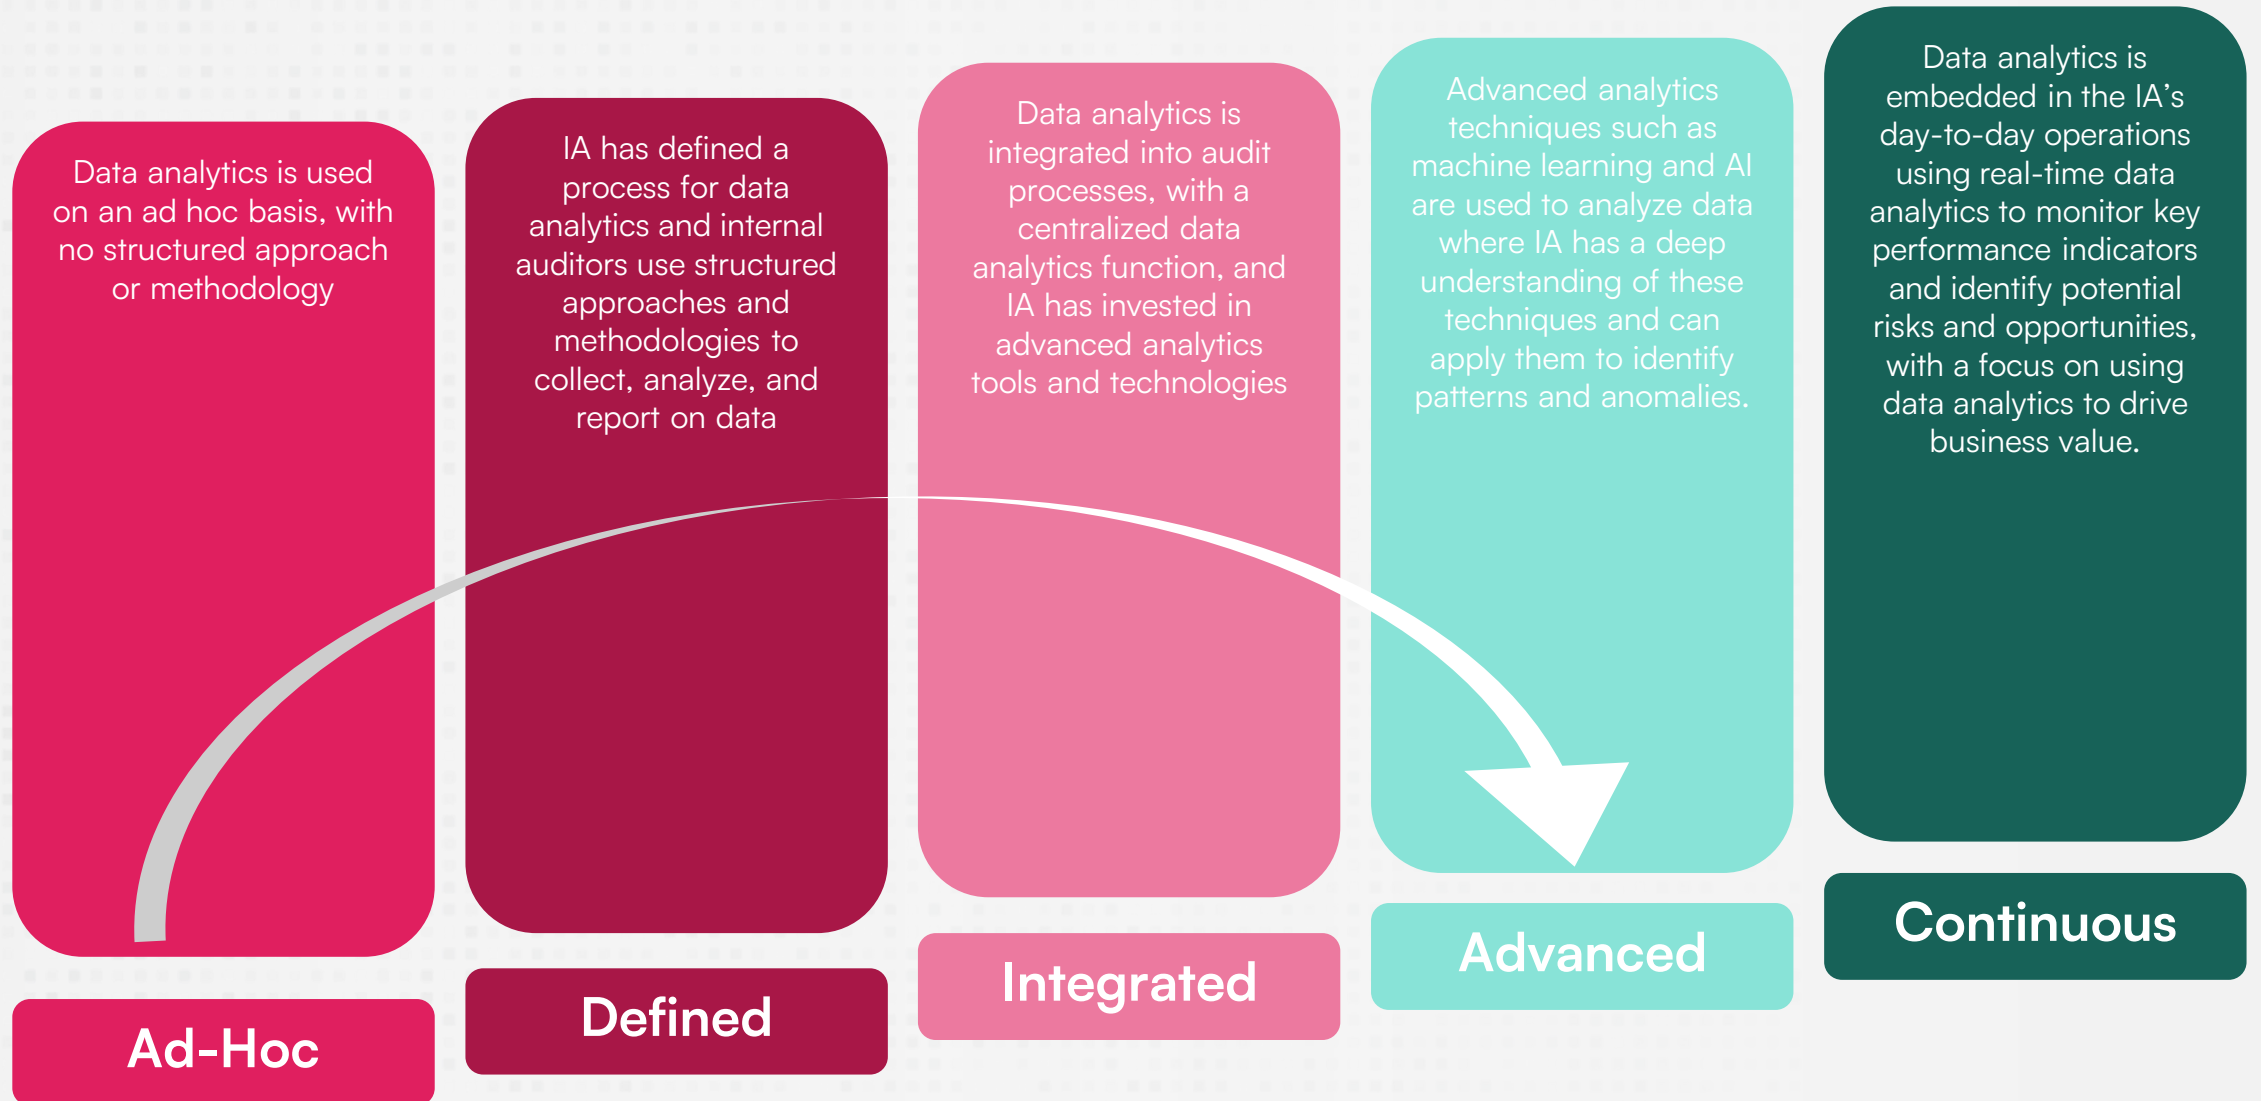 Data analytics is used
on an ad hoc basis, with
no structured approach
or methodology
Ad-Hoc
IA has defined a
process for data
analytics and internal
auditors use structured
approaches and
methodologies to
collect, analyze, and
report on data
Defined
Data analytics is
integrated into audit
processes, with a
centralized data
analytics function, and
IA has invested in
advanced analytics
tools and technologies
Integrated
Advanced analytics
techniques such as
machine learning and AI
are used to analyze data
where IA has a deep
understanding of these
techniques and can
apply them to identify
patterns and anomalies.
Advanced
Data analytics is
embedded in the IA’s
day-to-day operations
using real-time data
analytics to monitor key
performance indicators
and identify potential
risks and opportunities,
with a focus on using
data analytics to drive
business value.
Continuous